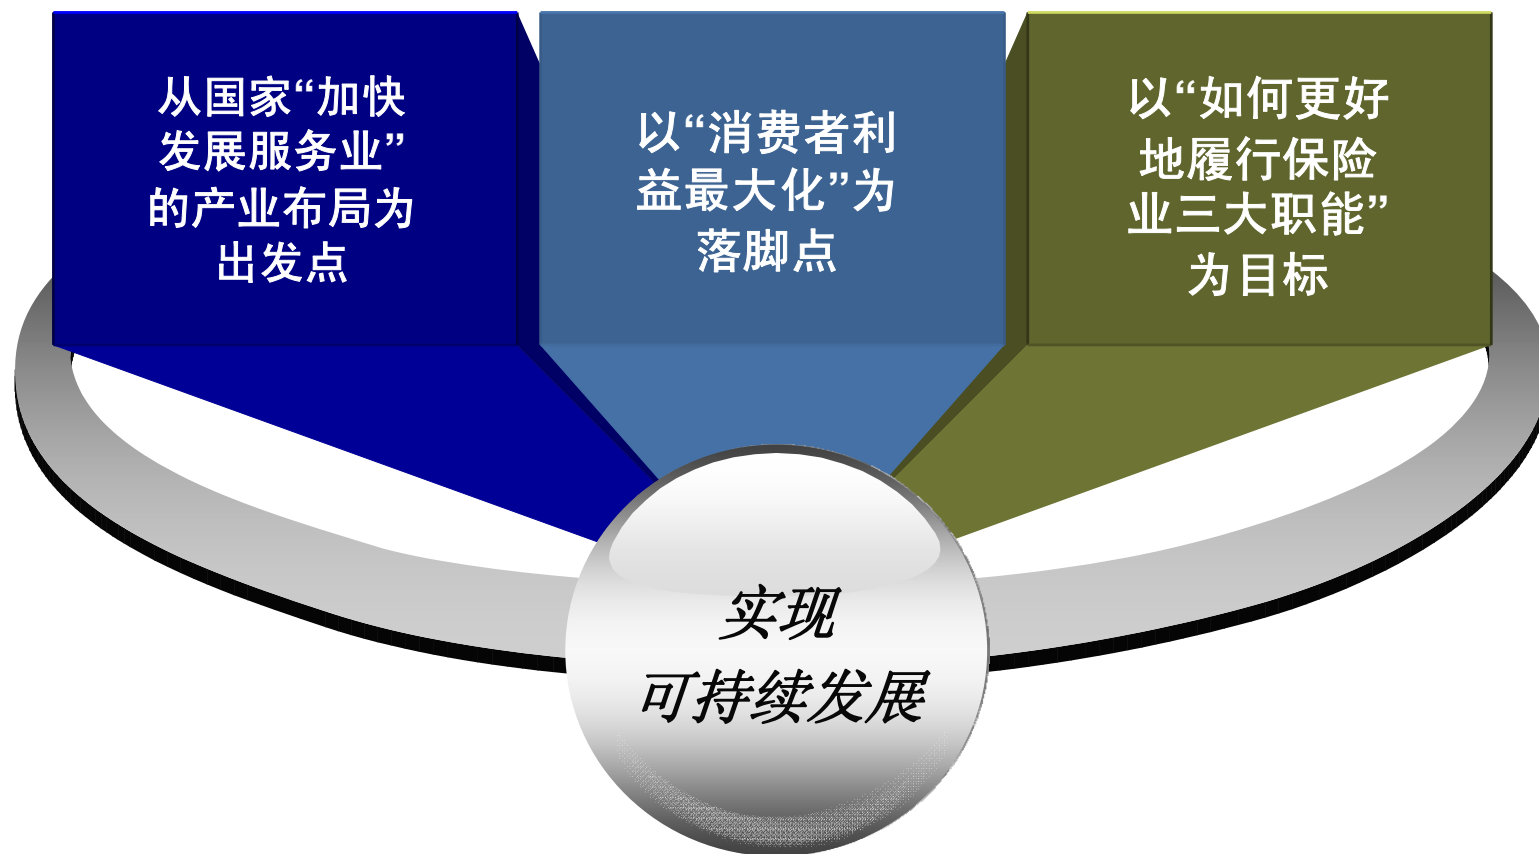 从国家“加快
发展服务业”
的产业布局为
出发点
以“消费者利
益最大化”为
落脚点
以“如何更好
地履行保险
业三大职能”
为目标
实现
可持续发展